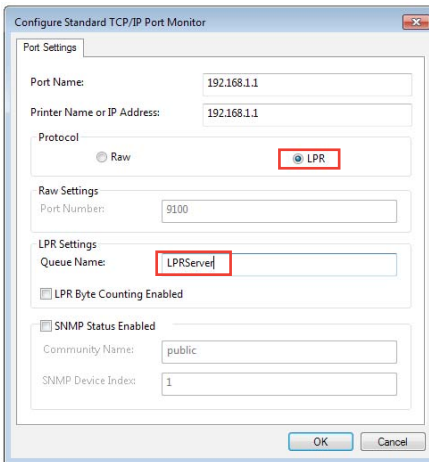 Configure Standard TCP/IP Port Monitor
Port Settings
Port Name: 192.168.1.1
Printer Name or IP Address: 192.168.1.1
Protocol
Raw LPR
Raw Settings
Port Number: 9100
LPR Settings
Queue Name: LPRServer
LPR Byte Counting Enabled
SNMP Status Enabled
Community Name: public
SNMP Device Index: 1
OK Cancel